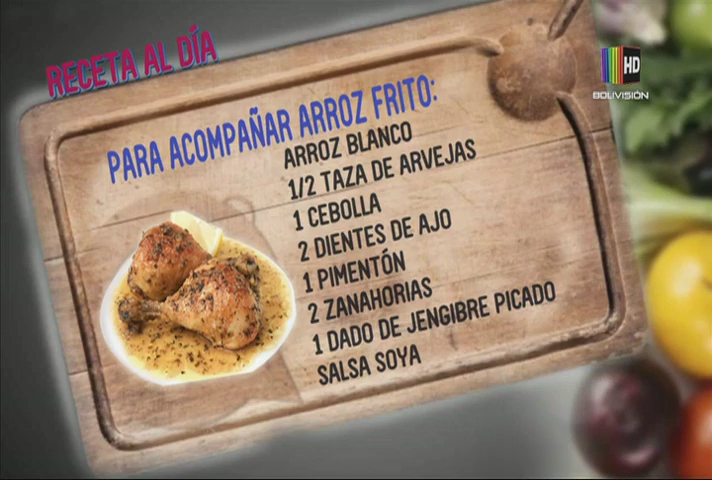 RECETA AL DÍA
HD
BOLIVISIÓN
PARA ACOMPAÑAR ARROZ FRITO:
ARROZ BLANCO
1/2 TAZA DE ARVEJAS
1 CEBOLLA
2 DIENTES DE AJO
1 PIMENTÓN
2 ZANAHORIAS
1 DADO DE JENGIBRE PICADO
SALSA SOYA